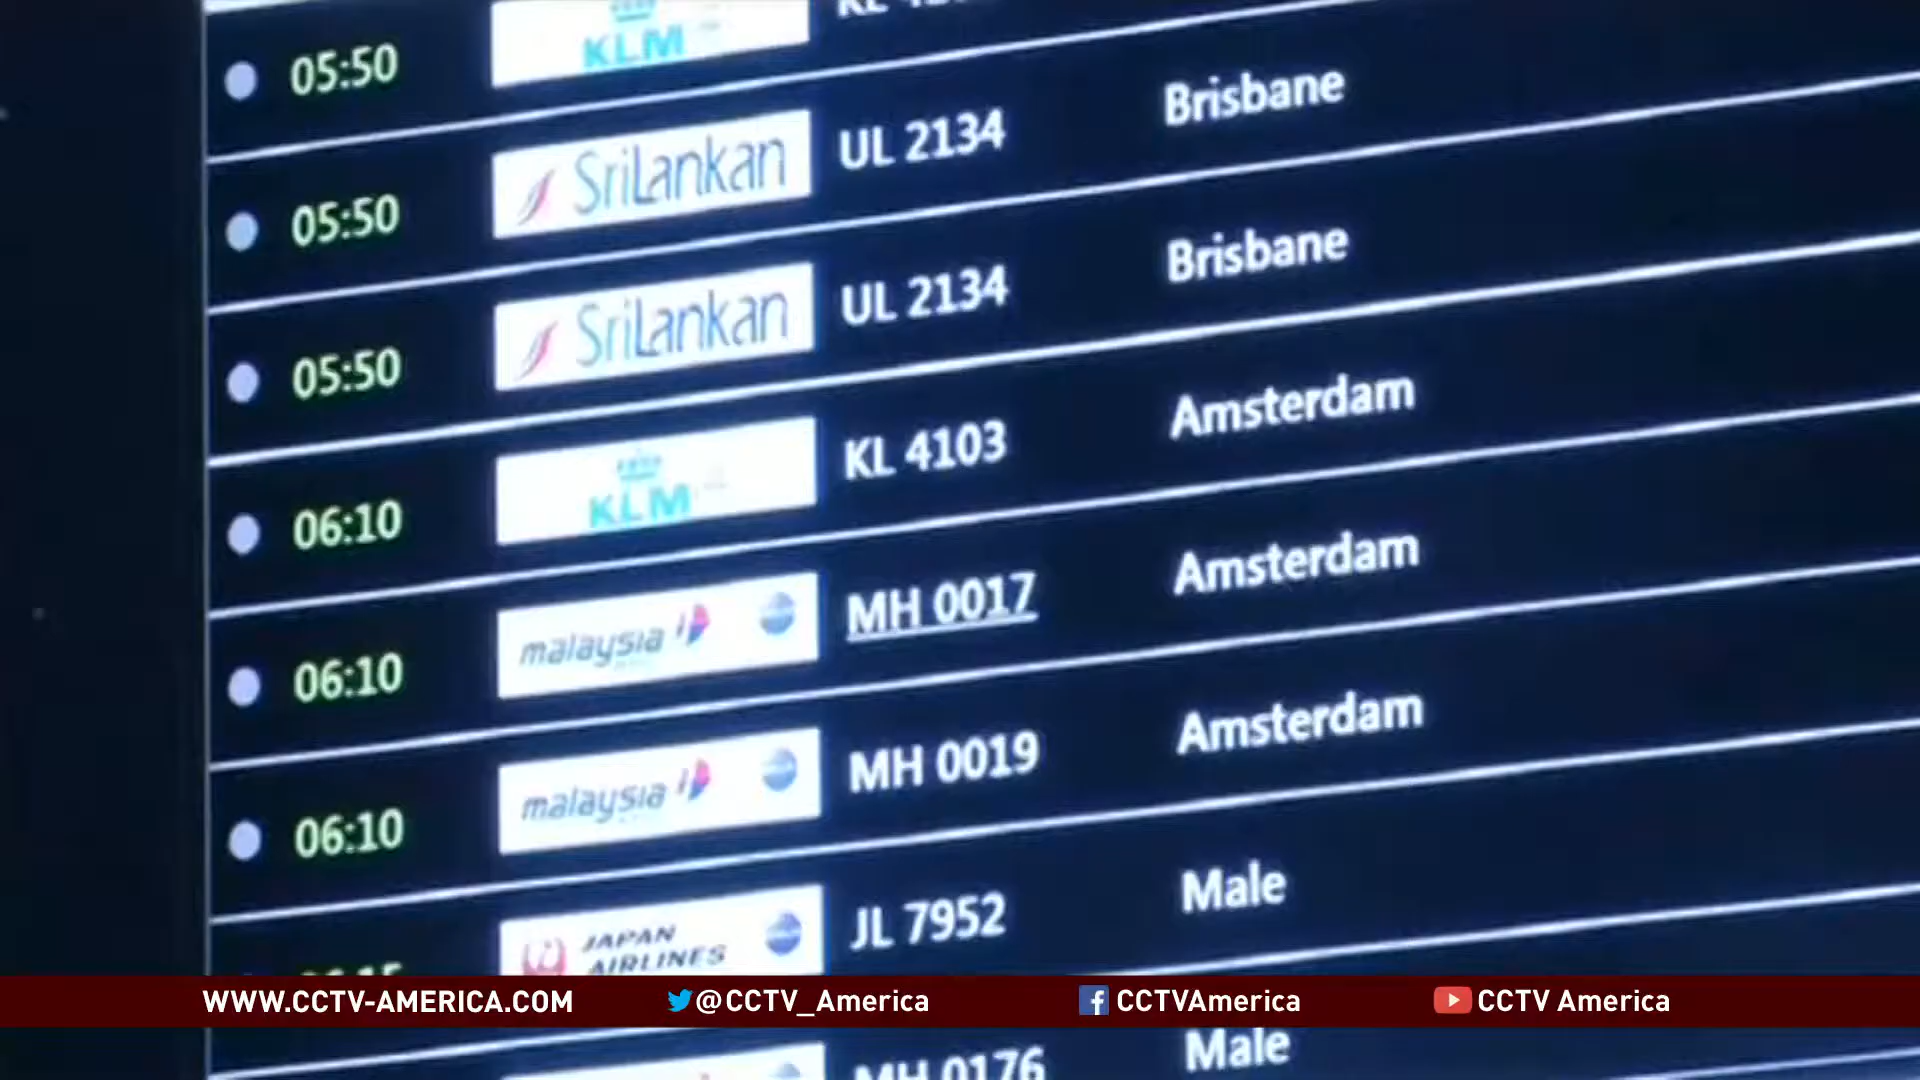 05:50 KLM
05:50 SriLankan UL 2134 Brisbane
05:50 SriLankan UL 2134 Brisbane
06:10 KLM KL 4103 Amsterdam
06:10 malaysia MH 0017 Amsterdam
06:10 malaysia MH 0019 Amsterdam
JAPAN AIRLINES JL 7952 Male
WWW.CCTV-AMERICA.COM @CCTV_America CCTVAmerica CCTV America
MH 0176 Male